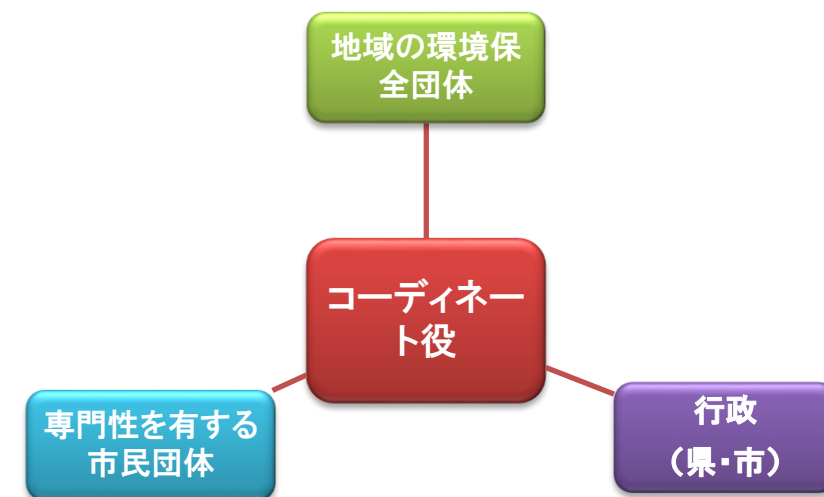 地域の環境保
全団体
コーディネー
ト役
専門性を有する
市民団体
行政
（県・市）